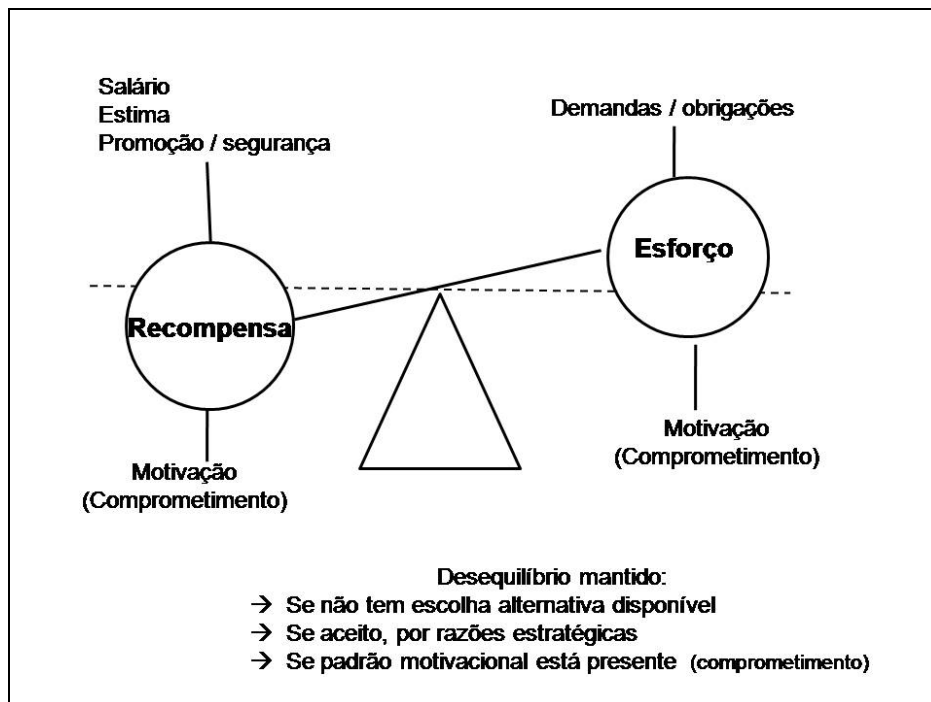 Salário
Estima
Promoção / segurança
Demandas / obrigações
Esforço
Recompensa
Motivação
(Comprometimento)
Motivação
(Comprometimento)
Desequilíbrio mantido:
→ Se não tem escolha alternativa disponível
→ Se aceito, por razões estratégicas
→ Se padrão motivacional está presente (comprometimento)